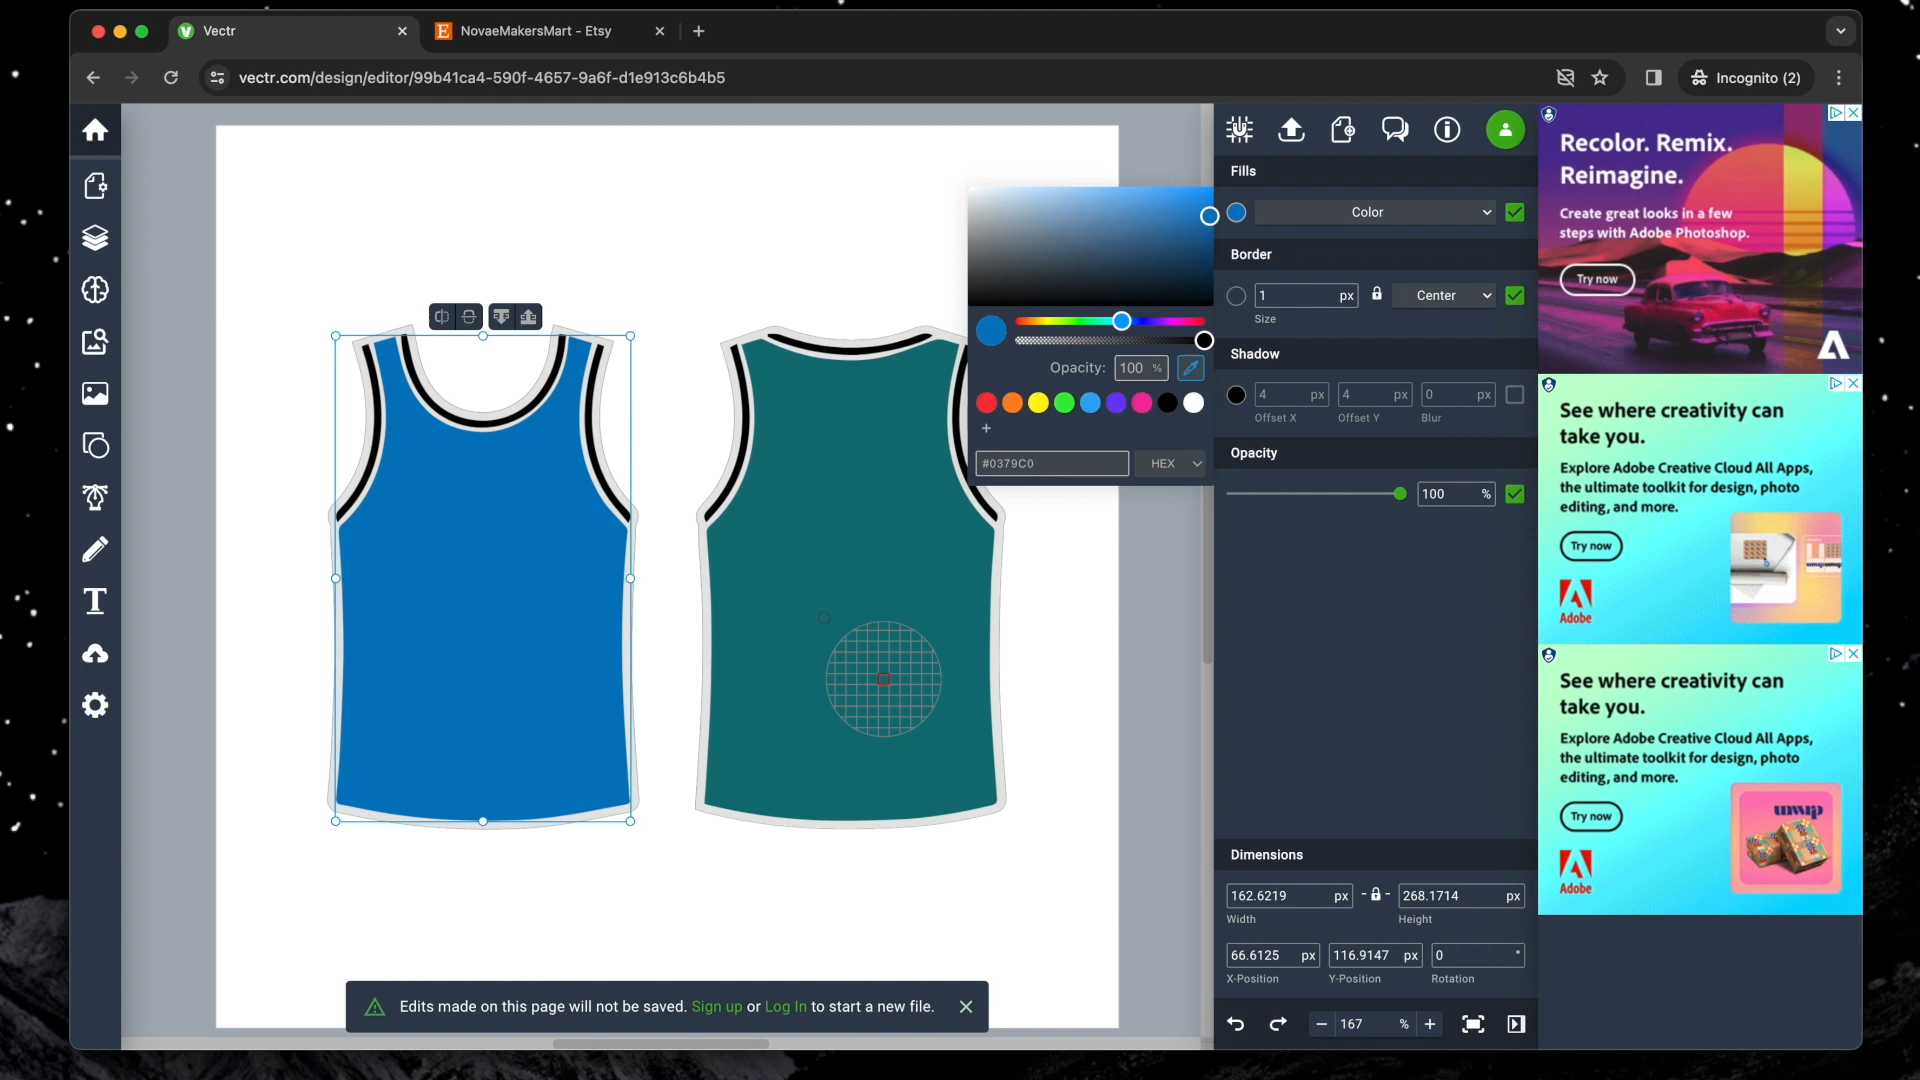 Vectr
NovaeMakersMart - Etsy
vectr.com/design/editor/99b41ca4-590f-4657-9a6f-d1e913c6b4b5
Incognito (2)
Fills
Color
Border
1 px
Center
Size
Shadow
4 px
4 px
0 px
Offset X
Offset Y
Blur
Opacity
100 %
Opacity: 100 %
#0379C0
HEX
Dimensions
162.6219 px
268.1714 px
Width
Height
66.6125 px
116.9147 px
0 °
X-Position
Y-Position
Rotation
167 %
Edits made on this page will not be saved. Sign up or Log In to start a new file.
Recolor. Remix.
Reimagine.
Create great looks in a few
steps with Adobe Photoshop.
Try now
See where creativity can
take you.
Explore Adobe Creative Cloud All Apps,
the ultimate toolkit for design, photo
editing, and more.
Try now
Adobe
See where creativity can
take you.
Explore Adobe Creative Cloud All Apps,
the ultimate toolkit for design, photo
editing, and more.
Try now
Adobe